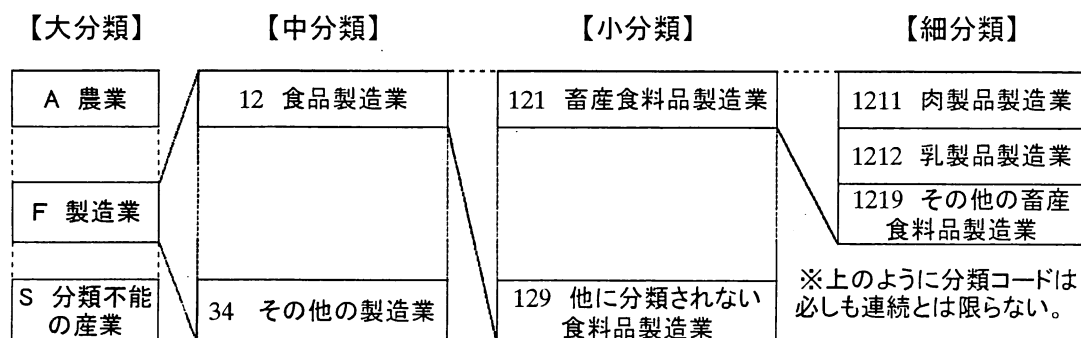 【大分類】 【中分類】 【小分類】 【細分類】
A 農業
12 食品製造業
121 畜産食料品製造業
1211 肉製品製造業
1212 乳製品製造業
F 製造業
1219 その他の畜産
食料品製造業
S 分類不能
の産業
34 その他の製造業
129 他に分類されない
食料品製造業
※上のように分類コードは
必しも連続とは限らない。